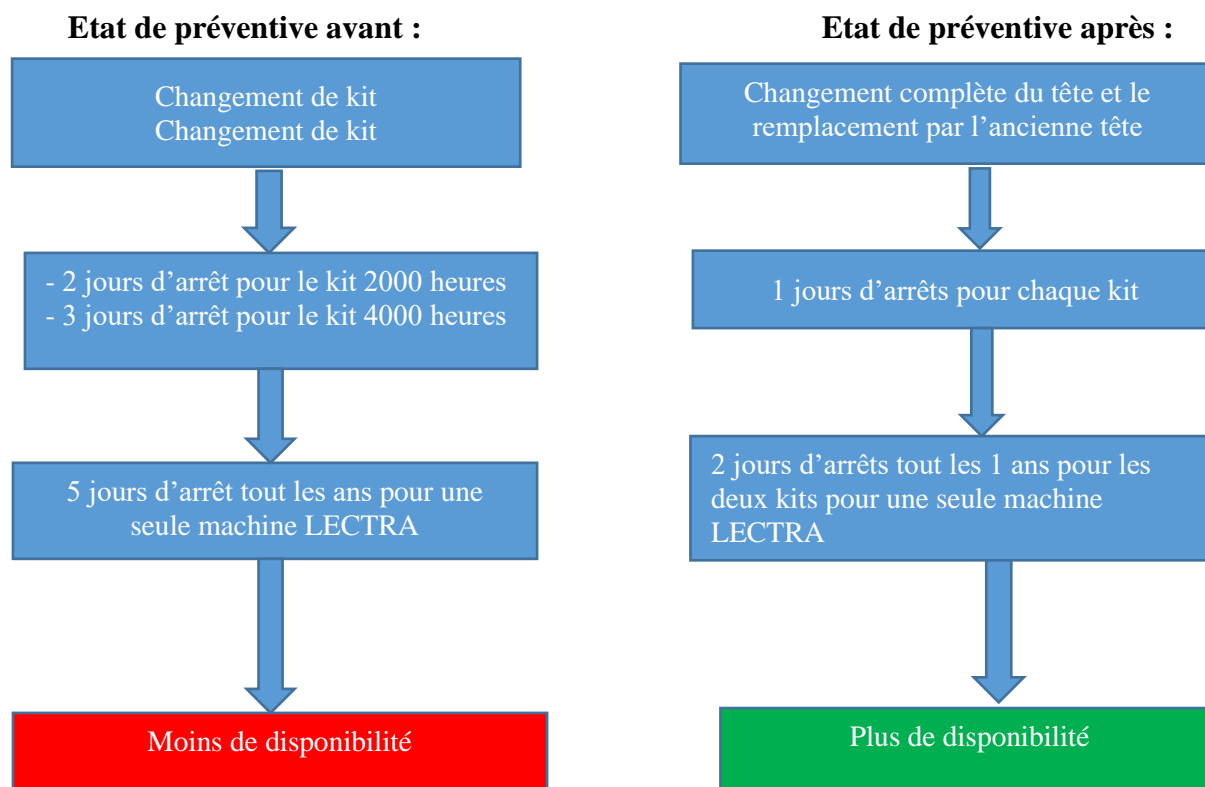 Etat de préventive avant :
Changement de kit
Changement de kit
- 2 jours d’arrêt pour le kit 2000 heures
- 3 jours d’arrêt pour le kit 4000 heures
5 jours d’arrêt tout les ans pour une
seule machine LECTRA
Moins de disponibilité
Etat de préventive après :
Changement complète du tête et le
remplacement par l’ancienne tête
1 jours d’arrêts pour chaque kit
2 jours d’arrêts tout les 1 ans pour les
deux kits pour une seule machine
LECTRA
Plus de disponibilité